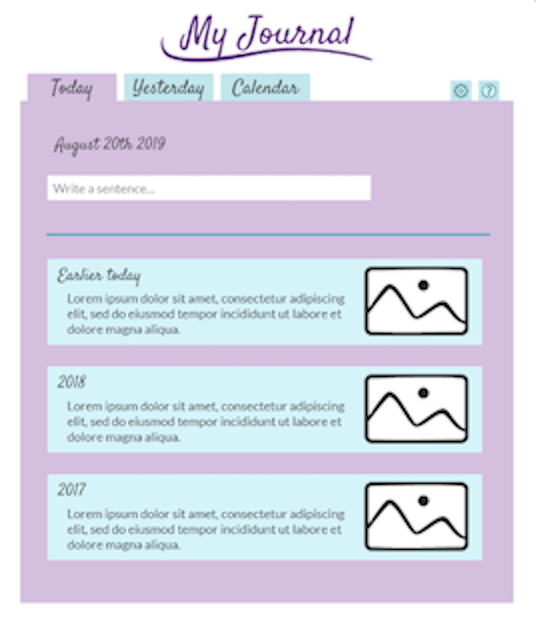 My Journal
Today Yesterday Calendar ?
August 20th 2019
Write a sentence...
Earlier today
Lorem ipsum dolor sit amet, consectetur adipiscing
elit, sed do eiusmod tempor incididunt ut labore et
dolore magna aliqua.
2018
Lorem ipsum dolor sit amet, consectetur adipiscing
elit, sed do eiusmod tempor incididunt ut labore et
dolore magna aliqua.
2017
Lorem ipsum dolor sit amet, consectetur adipiscing
elit, sed do eiusmod tempor incididunt ut labore et
dolore magna aliqua.